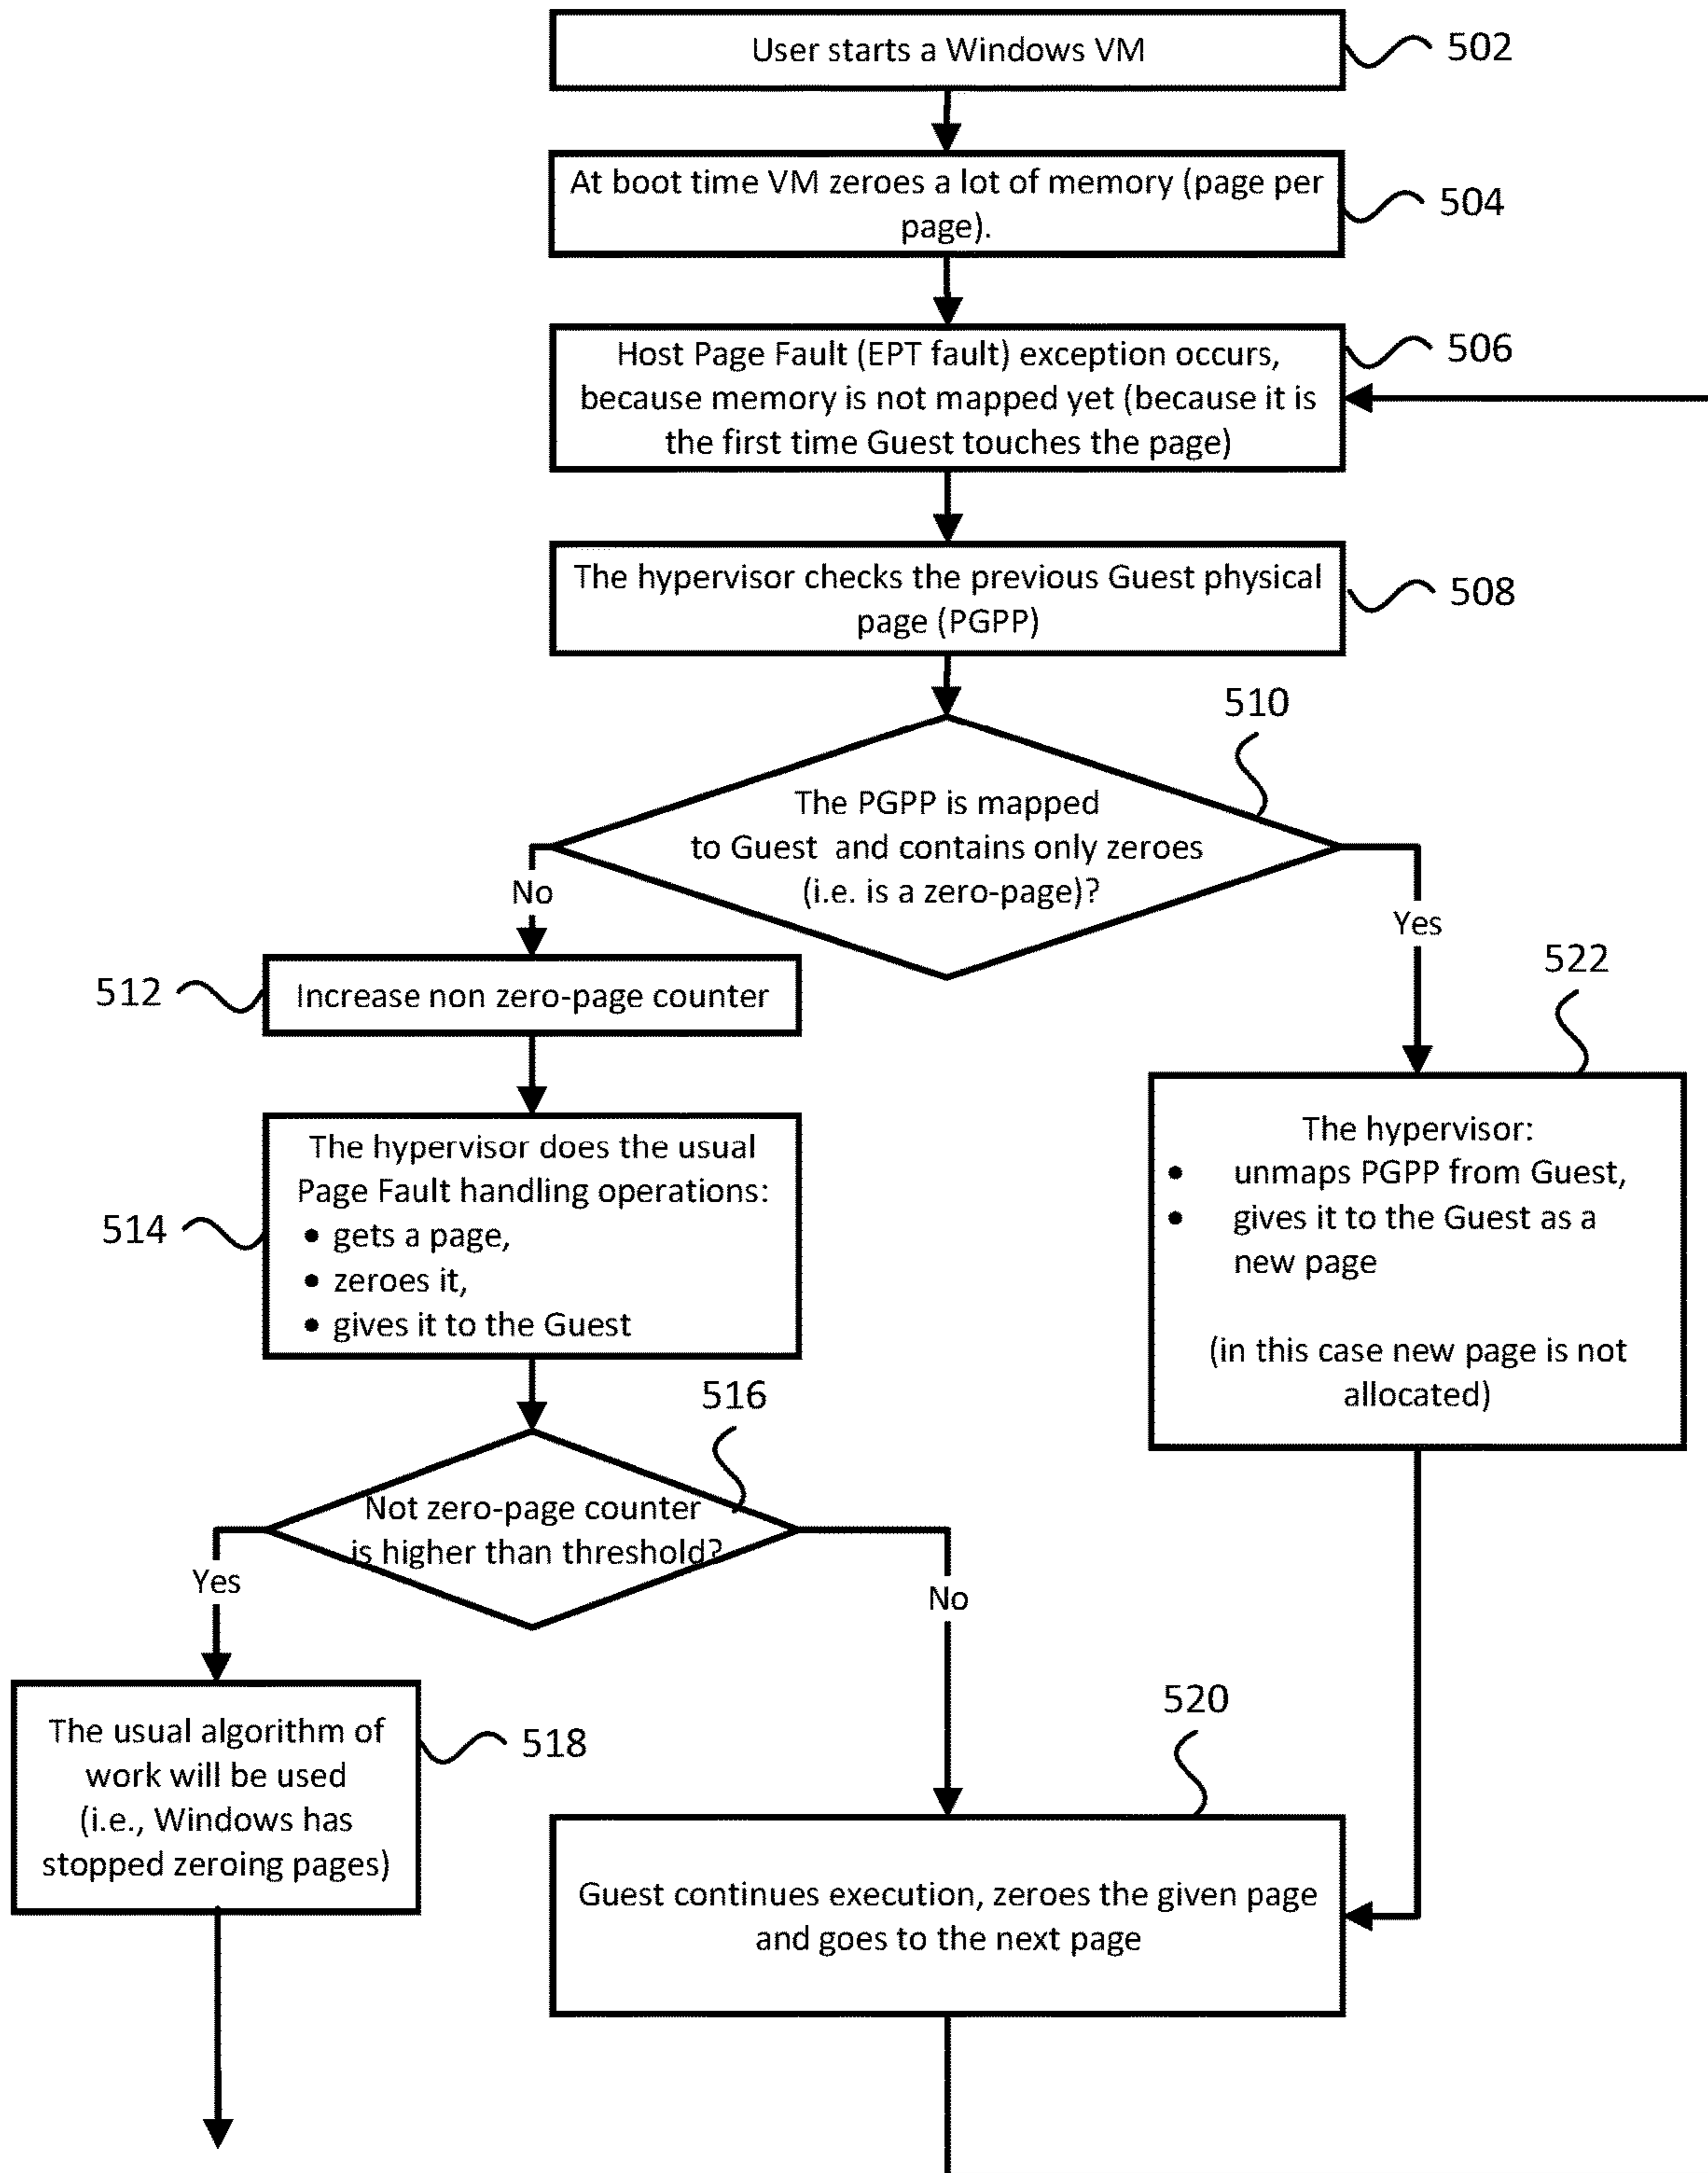 User starts a Windows VM
502
At boot time VM zeroes a lot of memory (page per
page).
504
Host Page Fault (EPT fault) exception occurs,
because memory is not mapped yet (because it is
the first time Guest touches the page)
506
The hypervisor checks the previous Guest physical
page (PGPP)
508
510
The PGPP is mapped
to Guest and contains only zeroes
(i.e. is a zero-page)?
No
Yes
512
Increase non zero-page counter
522
The hypervisor does the usual
Page Fault handling operations:
• gets a page,
• zeroes it,
• gives it to the Guest
514
The hypervisor:
• unmaps PGPP from Guest,
• gives it to the Guest as a
new page
(in this case new page is not
allocated)
516
Not zero-page counter
is higher than threshold?
Yes
No
The usual algorithm of
work will be used
(i.e., Windows has
stopped zeroing pages)
518
520
Guest continues execution, zeroes the given page
and goes to the next page